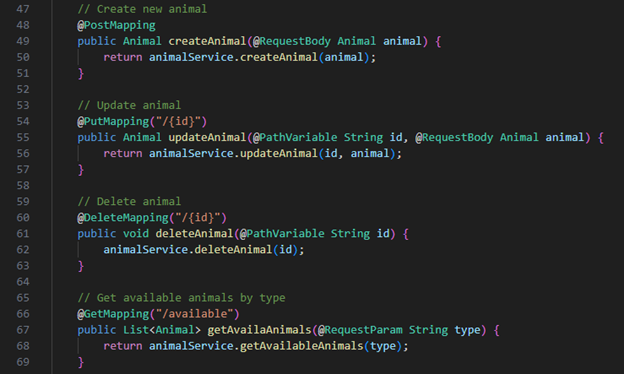 47 // Create new animal
48 @PostMapping
49 public Animal createAnimal(@RequestBody Animal animal) {
50 return animalService.createAnimal(animal);
51 }
52
53 // Update animal
54 @PutMapping("/{id}")
55 public Animal updateAnimal(@PathVariable String id, @RequestBody Animal animal) {
56 return animalService.updateAnimal(id, animal);
57 }
58
59 // Delete animal
60 @DeleteMapping("/{id}")
61 public void deleteAnimal(@PathVariable String id) {
62 animalService.deleteAnimal(id);
63 }
64
65 // Get available animals by type
66 @GetMapping("/available")
67 public List<Animal> getAvailaAnimals(@RequestParam String type) {
68 return animalService.getAvailableAnimals(type);
69 }